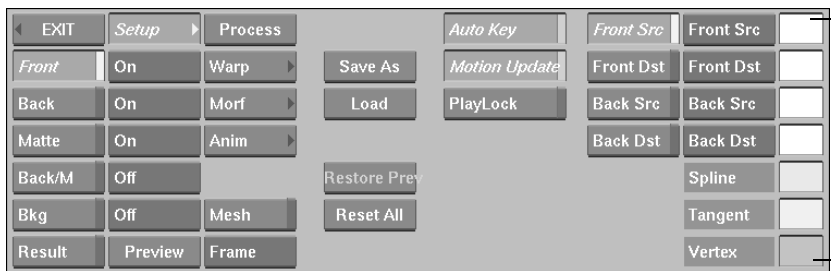 EXIT Setup Process Auto Key Front Src Front Src
Front On Warp Save As Motion Update Front Dst Front Dst
Back On Morf Load PlayLock Back Src Back Src
Matte On Anim Back Dst Back Dst
Back/M Off Restore Prev Spline
Bkg Off Mesh Reset All Tangent
Result Preview Frame Vertex